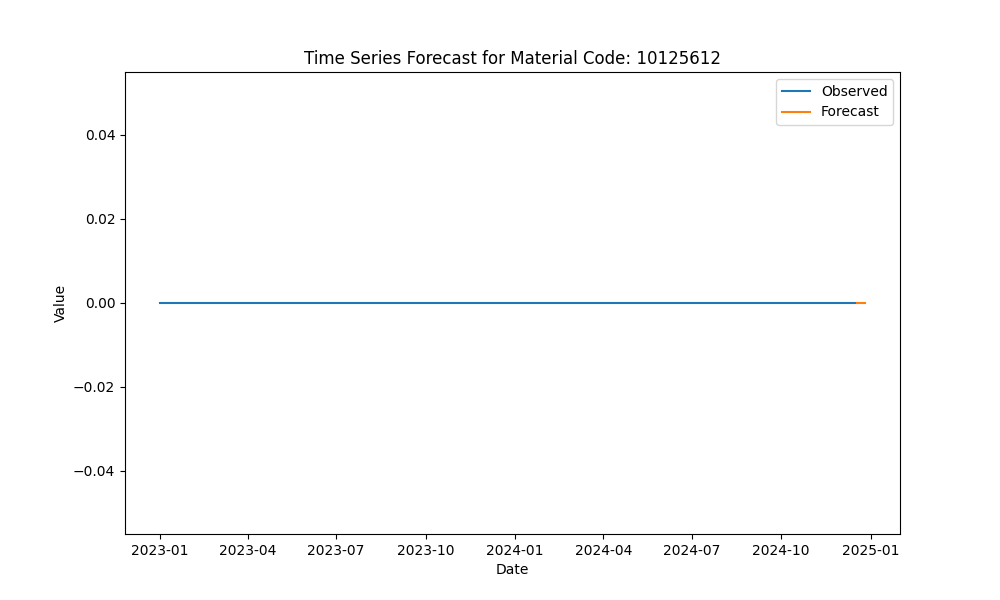 Time Series Forecast for Material Code: 10125612
Observed
Forecast
0.04
0.02
0.00
−0.02
−0.04
Value
2023-01 2023-04 2023-07 2023-10 2024-01 2024-04 2024-07 2024-10 2025-01
Date